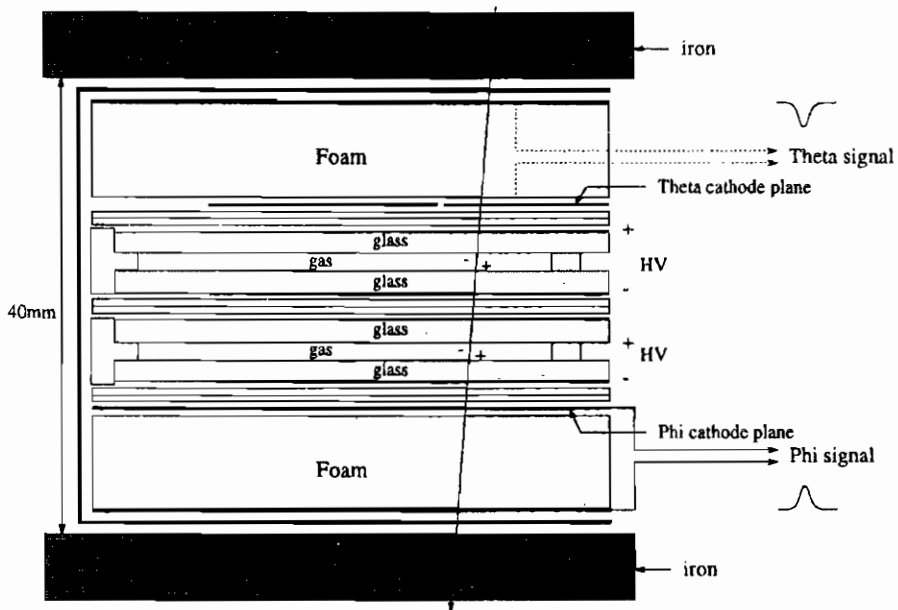 iron
Foam
Theta signal
Theta cathode plane
+
glass
gas
- +
HV
glass
-
40mm
glass
+
gas
- +
HV
glass
-
Phi cathode plane
Foam
Phi signal
iron